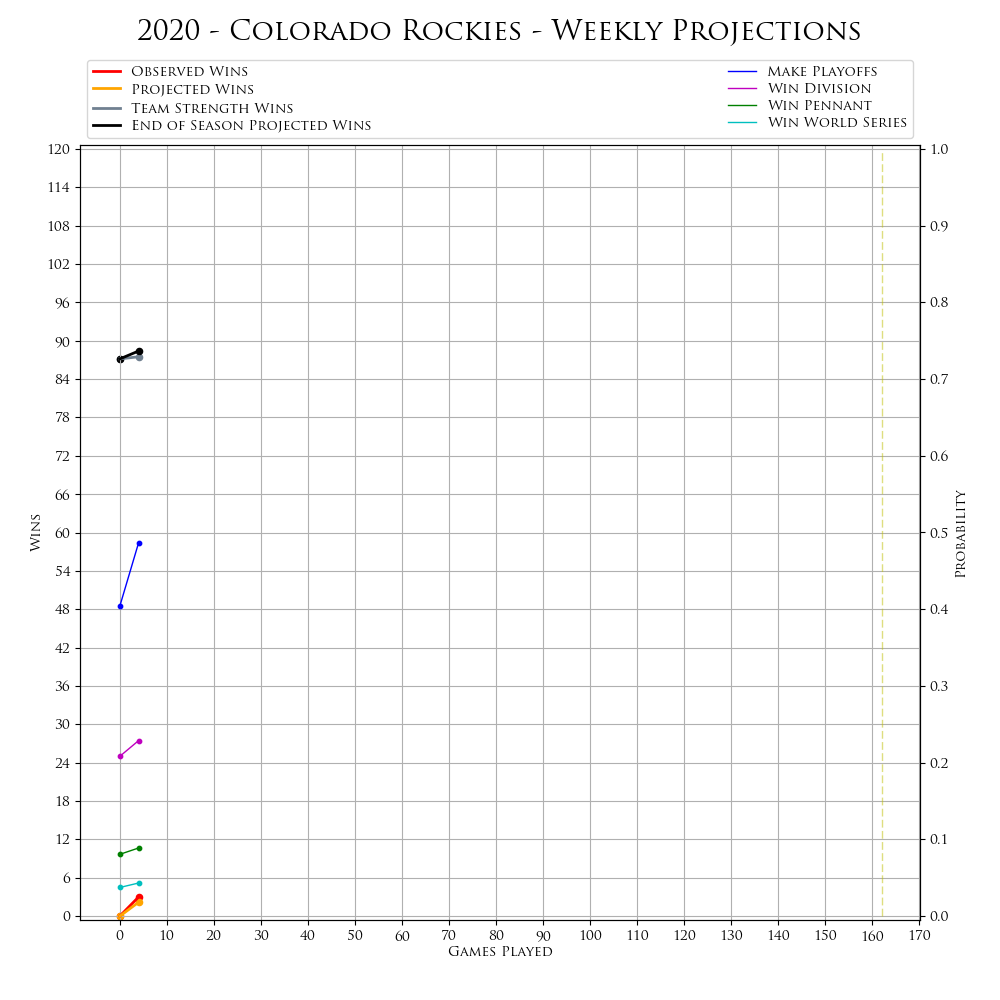 2020 - Colorado Rockies - Weekly Projections
Observed Wins
Projected Wins
Team Strength Wins
End of Season Projected Wins
Make Playoffs
Win Division
Win Pennant
Win World Series
120
114
108
102
96
90
84
78
72
66
60
54
48
42
36
30
24
18
12
6
0
Wins
1.0
0.9
0.8
0.7
0.6
0.5
0.4
0.3
0.2
0.1
0.0
Probability
0 10 20 30 40 50 60 70 80 90 100 110 120 130 140 150 160 170
Games Played